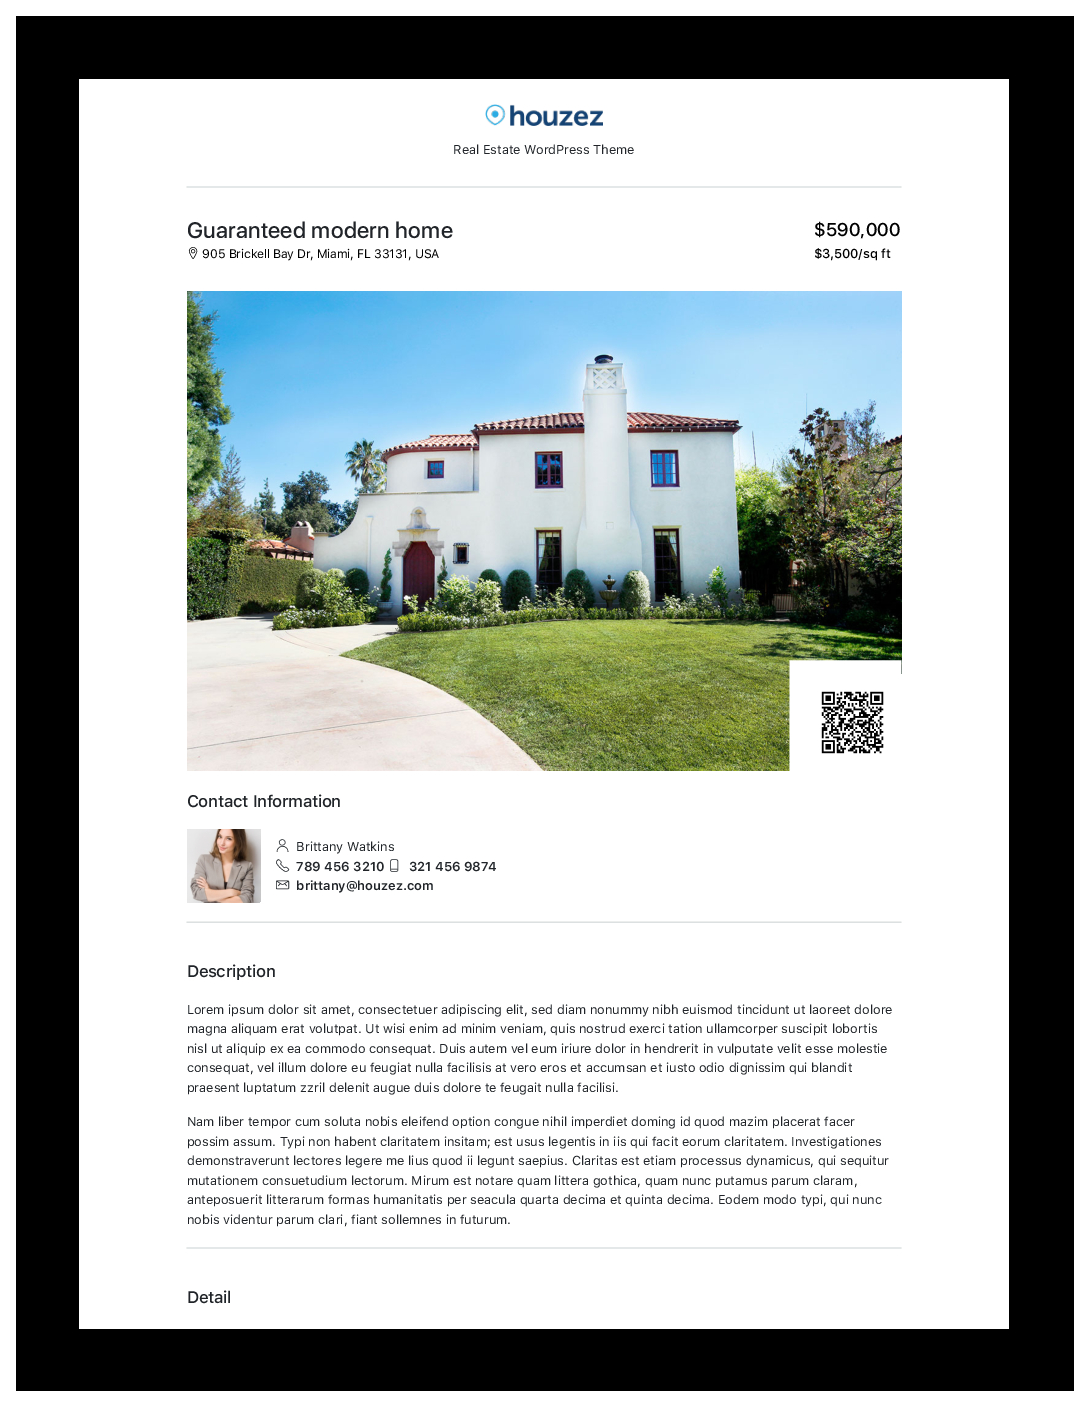 houzez
Real Estate WordPress Theme
Guaranteed modern home
$590,000
905 Brickell Bay Dr, Miami, FL 33131, USA
$3,500/sq ft
Contact Information
Brittany Watkins
789 456 3210 321 456 9874
brittany@houzez.com
Description
Lorem ipsum dolor sit amet, consectetuer adipiscing elit, sed diam nonummy nibh euismod tincidunt ut laoreet dolore
magna aliquam erat volutpat. Ut wisi enim ad minim veniam, quis nostrud exerci tation ullamcorper suscipit lobortis
nisl ut aliquip ex ea commodo consequat. Duis autem vel eum iriure dolor in hendrerit in vulputate velit esse molestie
consequat, vel illum dolore eu feugiat nulla facilisis at vero eros et accumsan et iusto odio dignissim qui blandit
praesent luptatum zzril delenit augue duis dolore te feugait nulla facilisi.
Nam liber tempor cum soluta nobis eleifend option congue nihil imperdiet doming id quod mazim placerat facer
possim assum. Typi non habent claritatem insitam; est usus legentis in iis qui facit eorum claritatem. Investigationes
demonstraverunt lectores legere me lius quod ii legunt saepius. Claritas est etiam processus dynamicus, qui sequitur
mutationem consuetudium lectorum. Mirum est notare quam littera gothica, quam nunc putamus parum claram,
anteposuerit litterarum formas humanitatis per seacula quarta decima et quinta decima. Eodem modo typi, qui nunc
nobis videntur parum clari, fiant sollemnes in futurum.
Detail